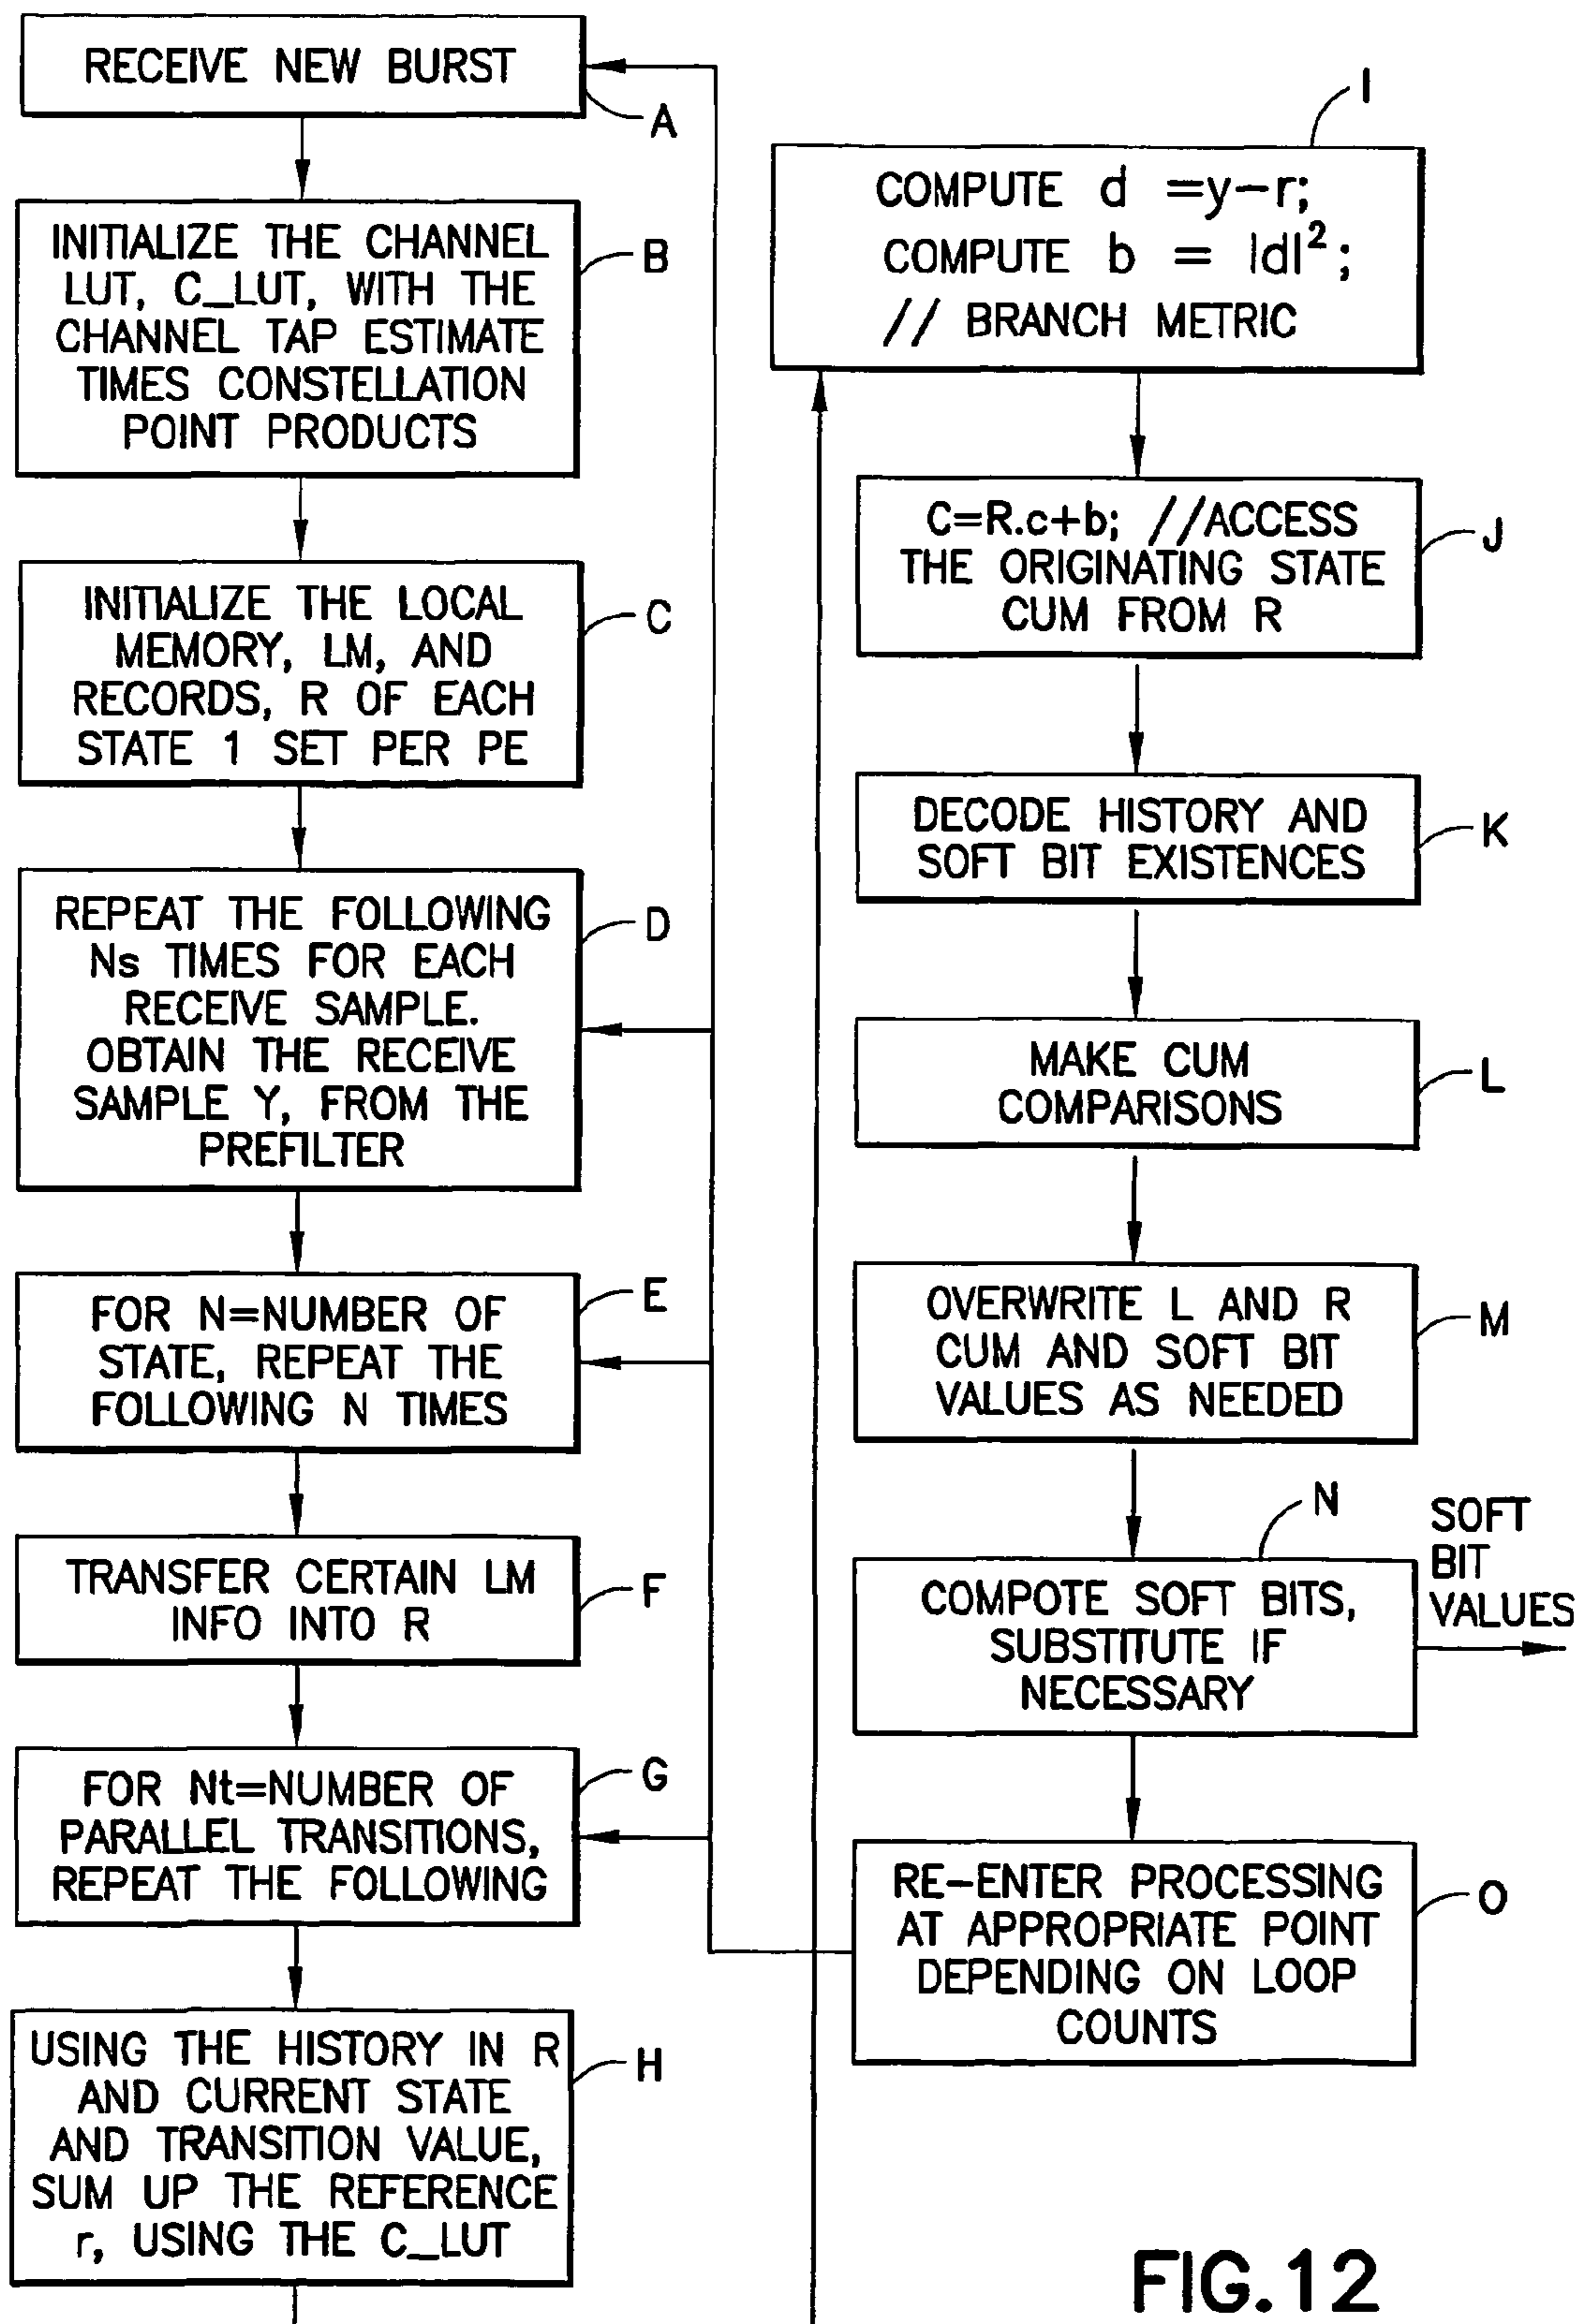 RECEIVE NEW BURST
A
INITIALIZE THE CHANNEL
LUT, C_LUT, WITH THE
CHANNEL TAP ESTIMATE
TIMES CONSTELLATION
POINT PRODUCTS
B
INITIALIZE THE LOCAL
MEMORY, LM, AND
RECORDS, R OF EACH
STATE 1 SET PER PE
C
REPEAT THE FOLLOWING
Ns TIMES FOR EACH
RECEIVE SAMPLE.
OBTAIN THE RECEIVE
SAMPLE Y, FROM THE
PREFILTER
D
FOR N=NUMBER OF
STATE, REPEAT THE
FOLLOWING N TIMES
E
TRANSFER CERTAIN LM
INFO INTO R
F
FOR Nt=NUMBER OF
PARALLEL TRANSITIONS,
REPEAT THE FOLLOWING
G
USING THE HISTORY IN R
AND CURRENT STATE
AND TRANSITION VALUE,
SUM UP THE REFERENCE
r, USING THE C_LUT
H
I
COMPUTE d =y-r;
COMPUTE b = |d|²;
// BRANCH METRIC
C=R.c+b; //ACCESS
THE ORIGINATING STATE
CUM FROM R
J
DECODE HISTORY AND
SOFT BIT EXISTENCES
K
MAKE CUM
COMPARISONS
L
OVERWRITE L AND R
CUM AND SOFT BIT
VALUES AS NEEDED
M
N
COMPOTE SOFT BITS,
SUBSTITUTE IF
NECESSARY
SOFT
BIT
VALUES
RE-ENTER PROCESSING
AT APPROPRIATE POINT
DEPENDING ON LOOP
COUNTS
O
FIG.12